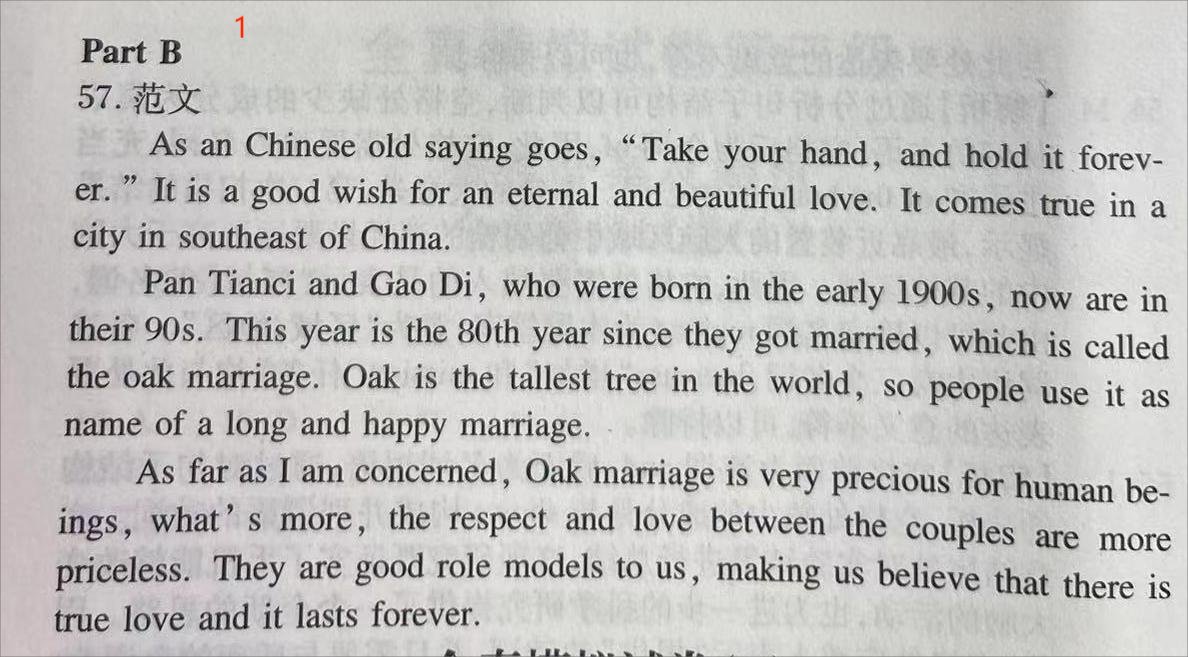 1
Part B
57. 范文
As an Chinese old saying goes, “Take your hand, and hold it forev-
er.” It is a good wish for an eternal and beautiful love. It comes true in a
city in southeast of China.
Pan Tianci and Gao Di, who were born in the early 1900s, now are in
their 90s. This year is the 80th year since they got married, which is called
the oak marriage. Oak is the tallest tree in the world, so people use it as
name of a long and happy marriage.
As far as I am concerned, Oak marriage is very precious for human be-
ings, what's more, the respect and love between the couples are more
priceless. They are good role models to us, making us believe that there is
true love and it lasts forever.